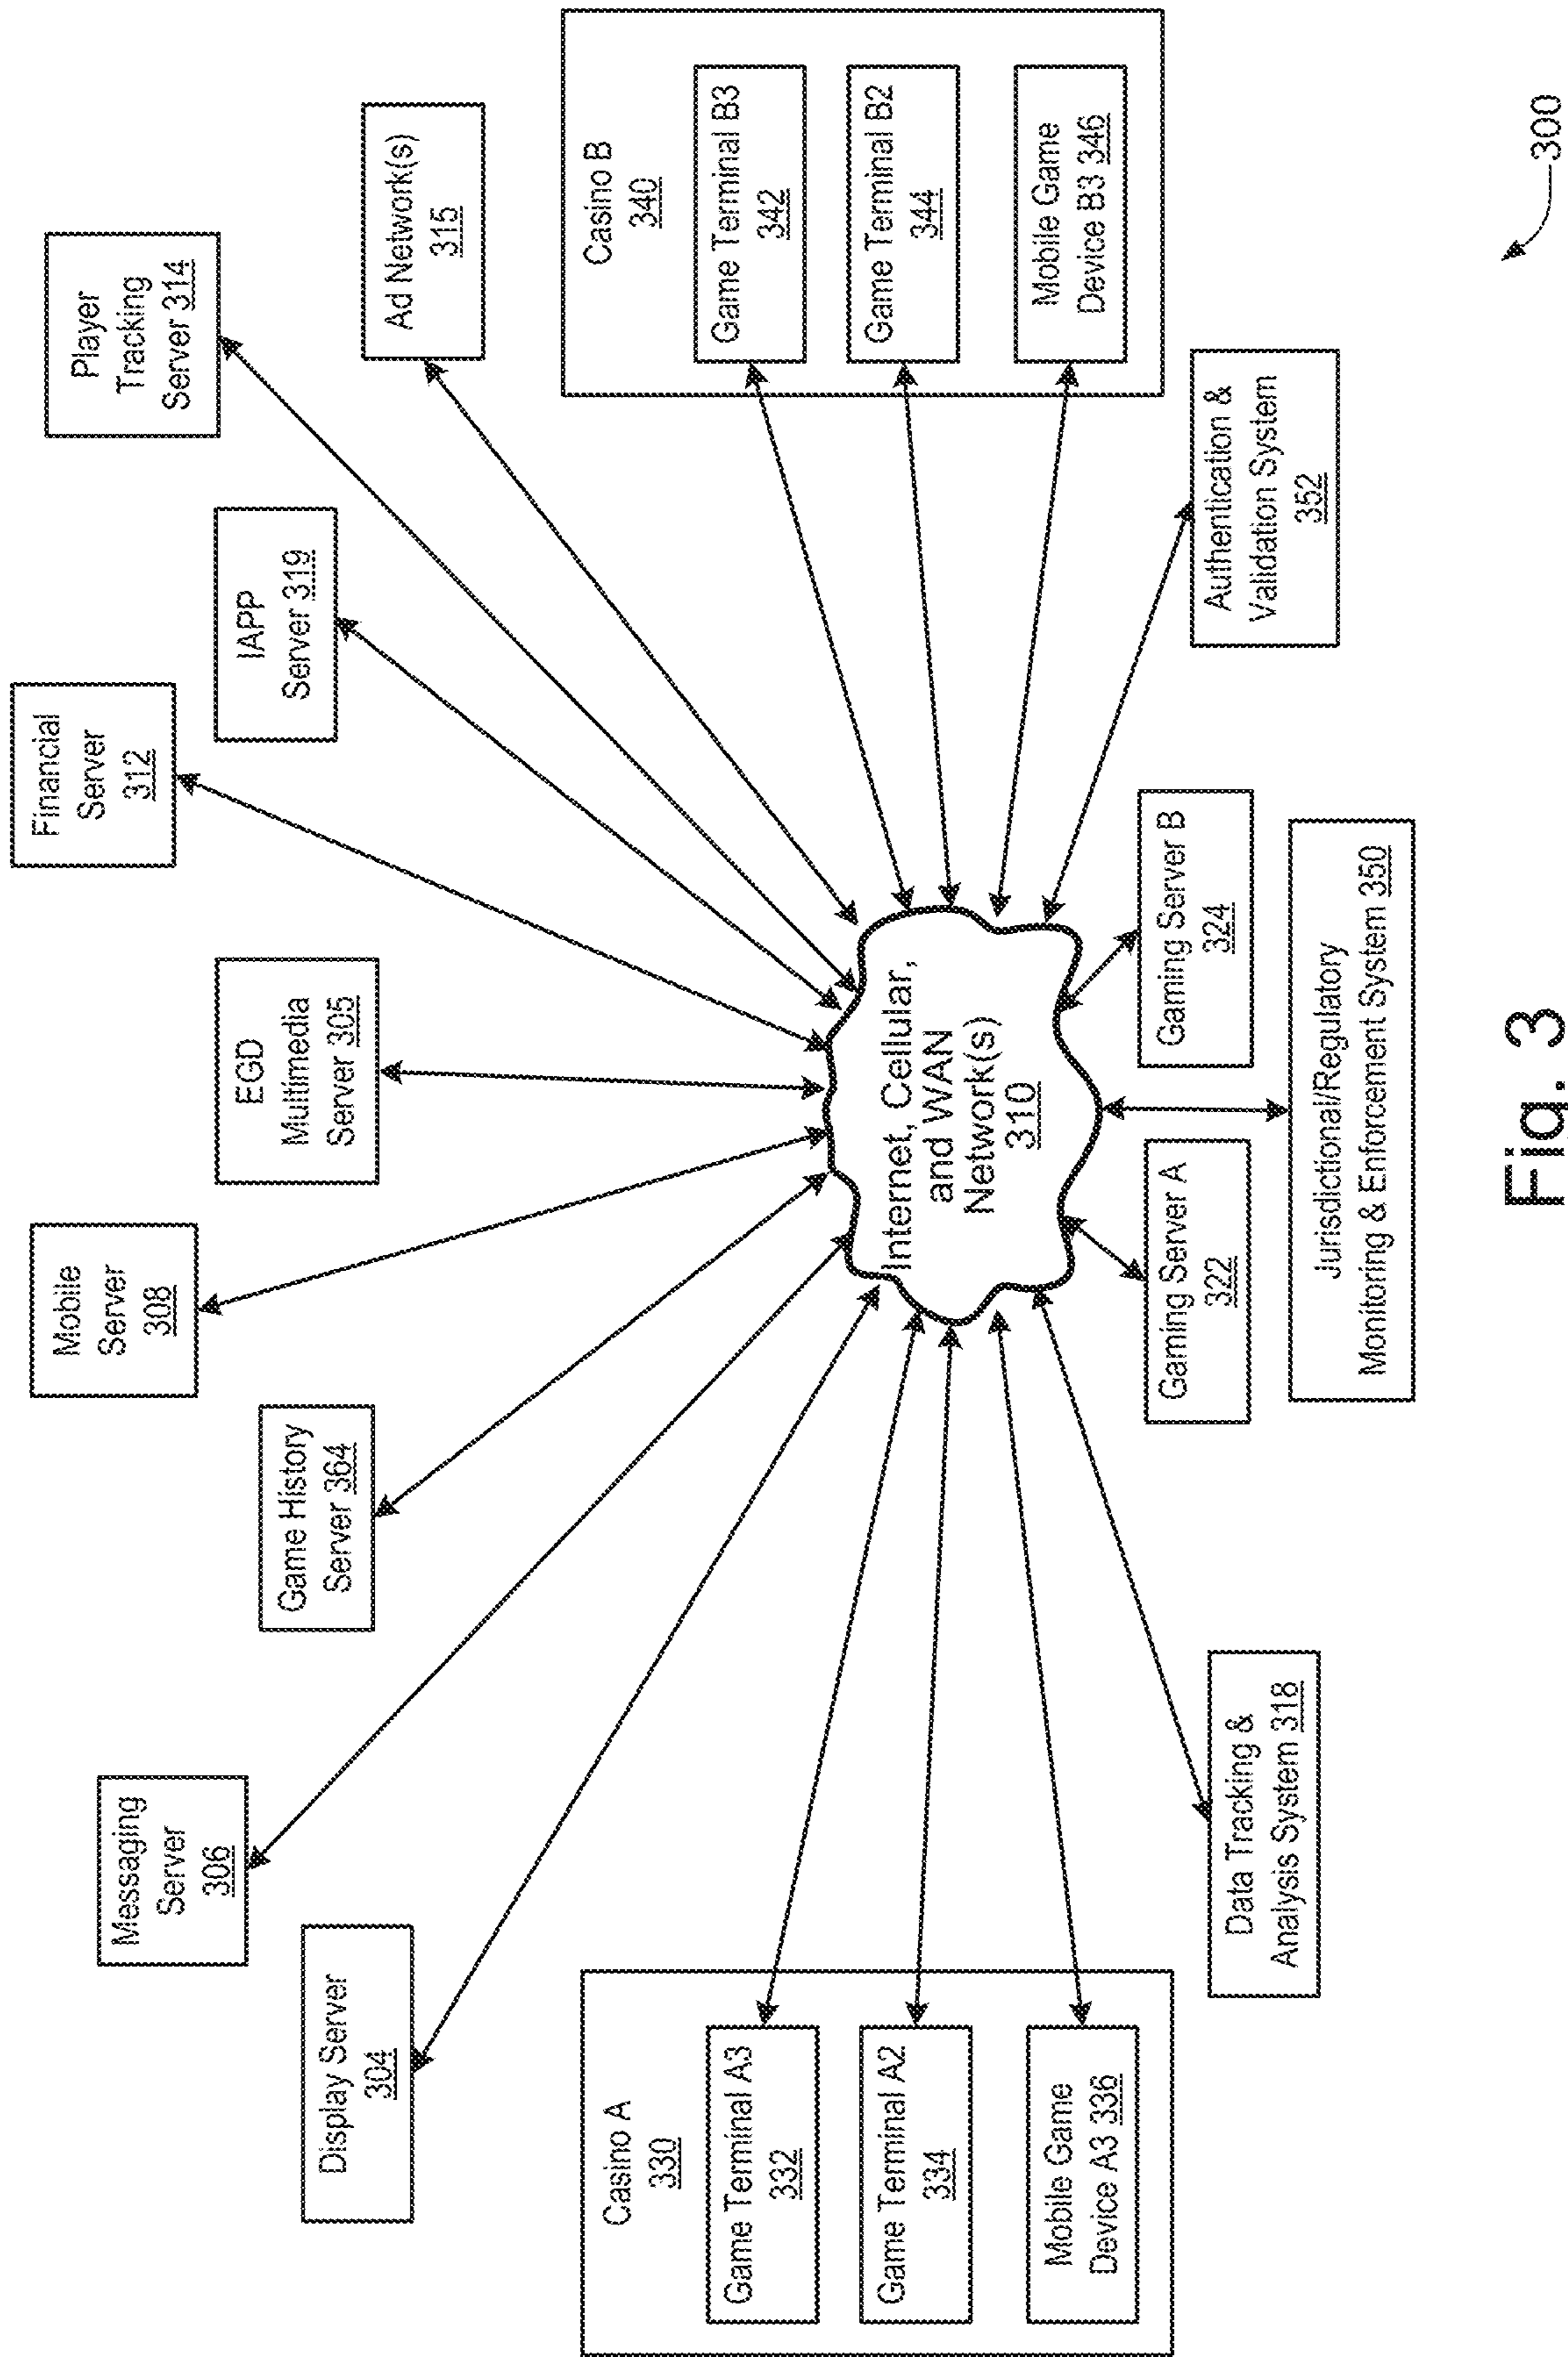 Financial
Server
312
Mobile
Server
308
Player
Tracking
Server 314
Messaging
Server
306
EGD
Multimedia
Server 305
IAPP
Server 319
Game History
Server 364
Display Server
304
Ad Network(s)
315
Casino A
330
Game Terminal A3
332
Game Terminal A2
334
Mobile Game
Device A3 336
Internet, Cellular,
and WAN
Network(s)
310
Casino B
340
Game Terminal B3
342
Game Terminal B2
344
Mobile Game
Device B3 346
Data Tracking &
Analysis System 318
Gaming Server A
322
Gaming Server B
324
Authentication &
Validation System
352
Jurisdictional/Regulatory
Monitoring & Enforcement System 350
300
Fig. 3